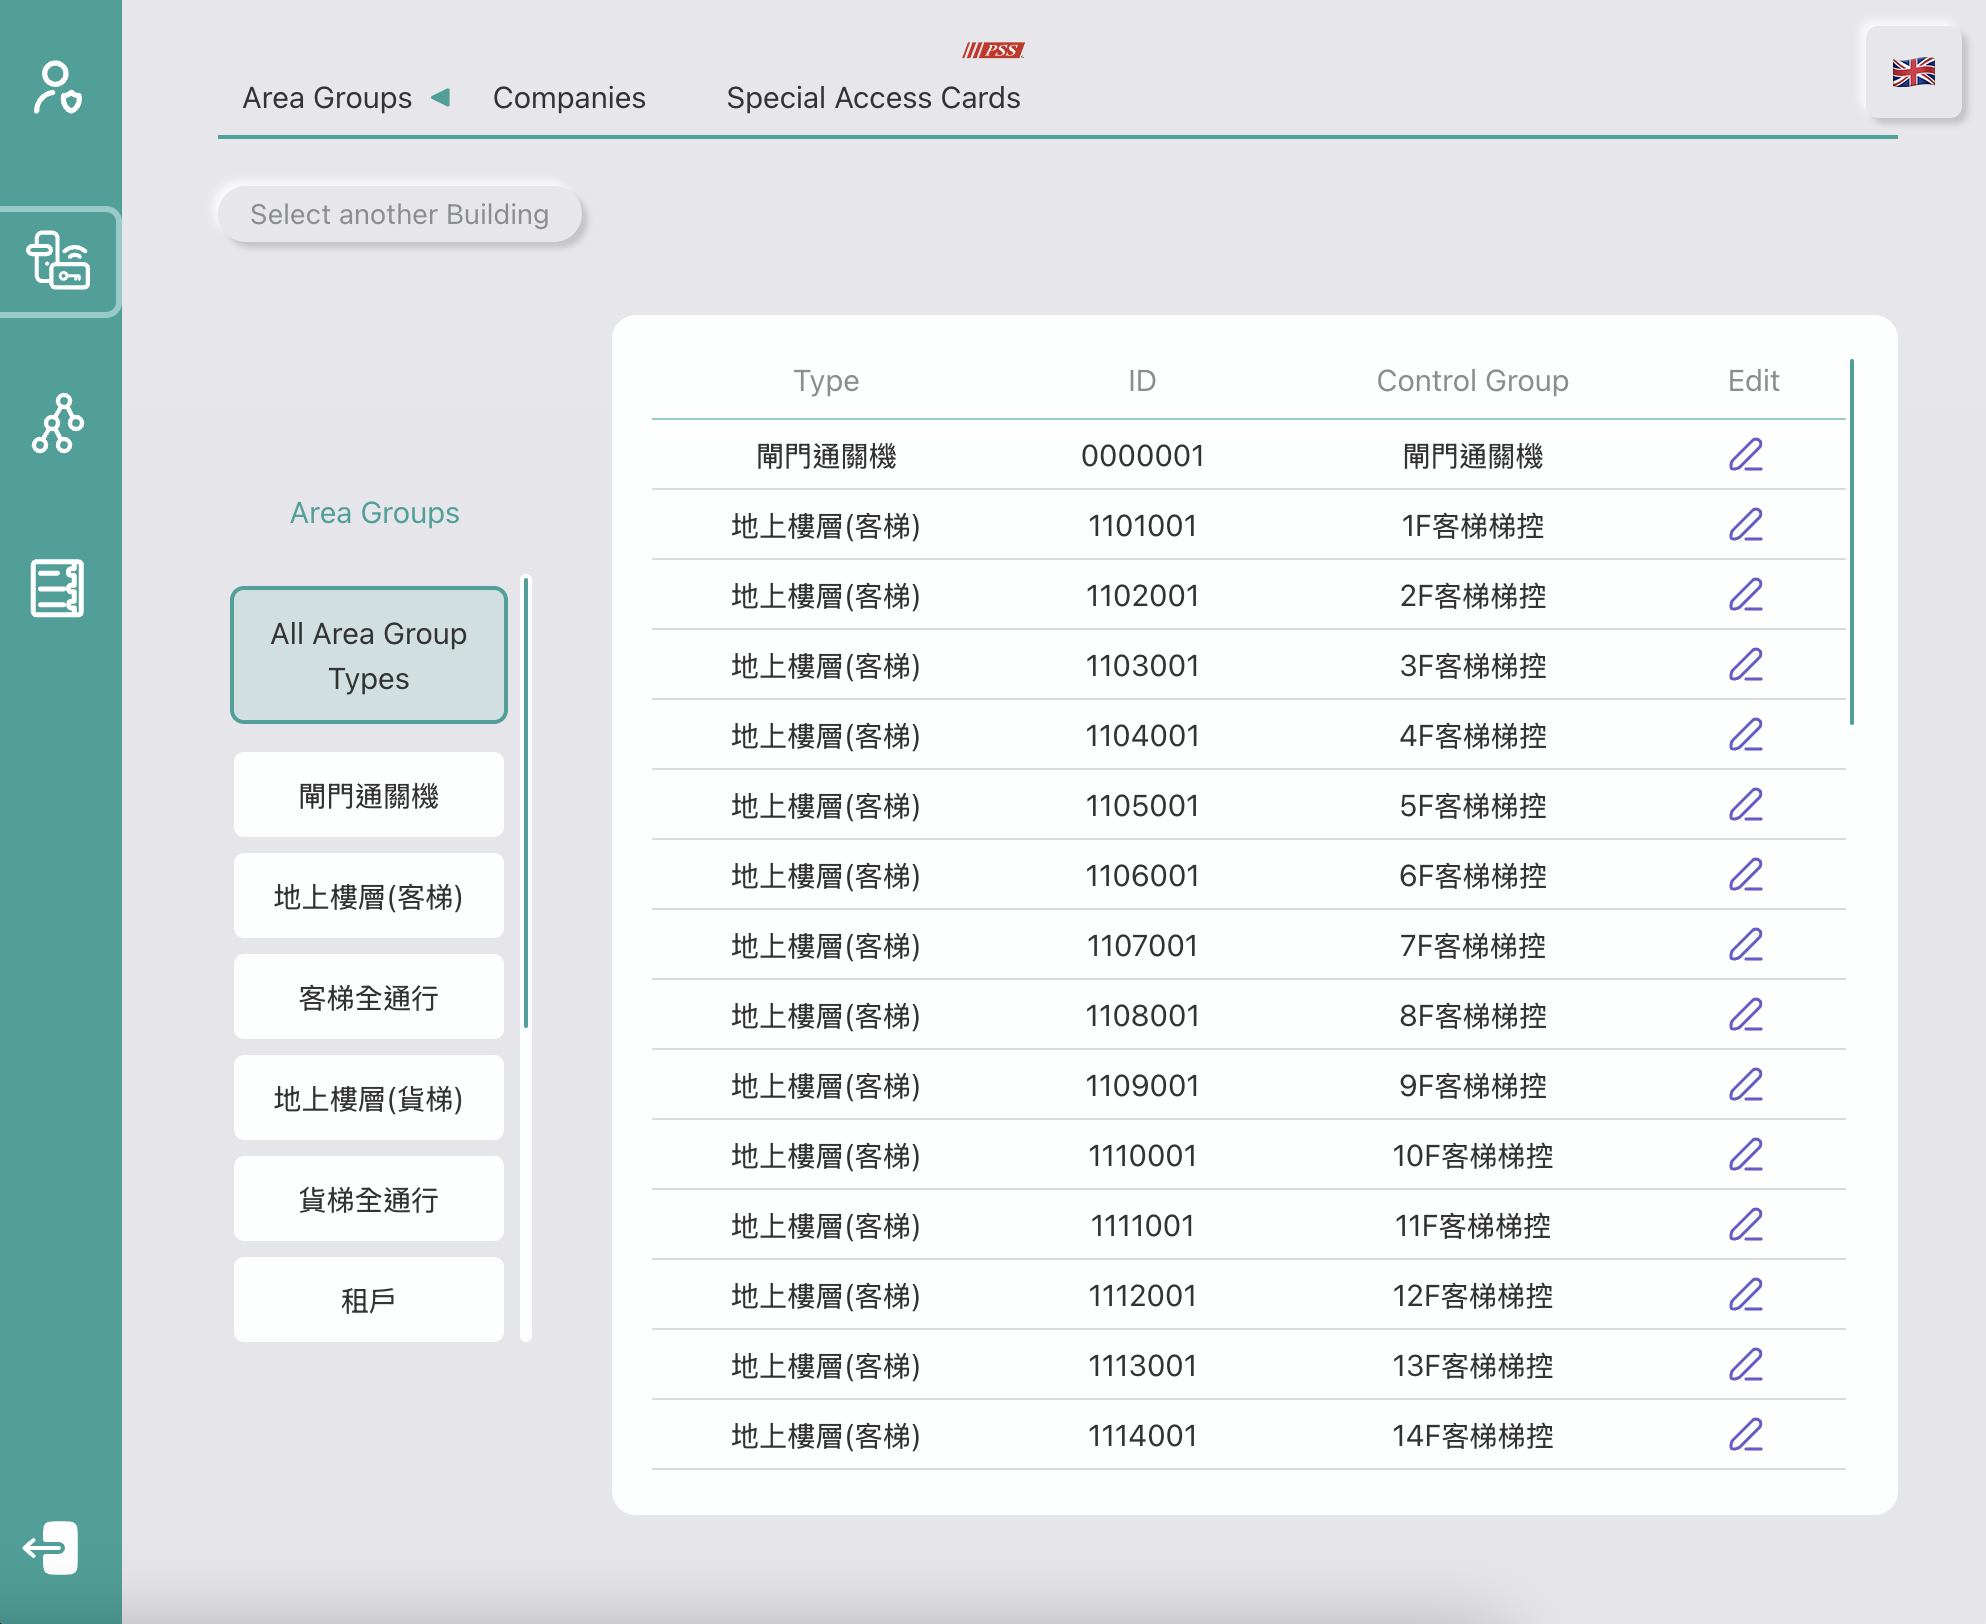 PSS
Area Groups
Companies
Special Access Cards
Select another Building
Area Groups
All Area Group
Types
閘門通關機
地上樓層(客梯)
客梯全通行
地上樓層(貨梯)
貨梯全通行
租戶
Type ID Control Group Edit
閘門通關機 0000001 閘門通關機
地上樓層(客梯) 1101001 1F客梯梯控
地上樓層(客梯) 1102001 2F客梯梯控
地上樓層(客梯) 1103001 3F客梯梯控
地上樓層(客梯) 1104001 4F客梯梯控
地上樓層(客梯) 1105001 5F客梯梯控
地上樓層(客梯) 1106001 6F客梯梯控
地上樓層(客梯) 1107001 7F客梯梯控
地上樓層(客梯) 1108001 8F客梯梯控
地上樓層(客梯) 1109001 9F客梯梯控
地上樓層(客梯) 1110001 10F客梯梯控
地上樓層(客梯) 1111001 11F客梯梯控
地上樓層(客梯) 1112001 12F客梯梯控
地上樓層(客梯) 1113001 13F客梯梯控
地上樓層(客梯) 1114001 14F客梯梯控